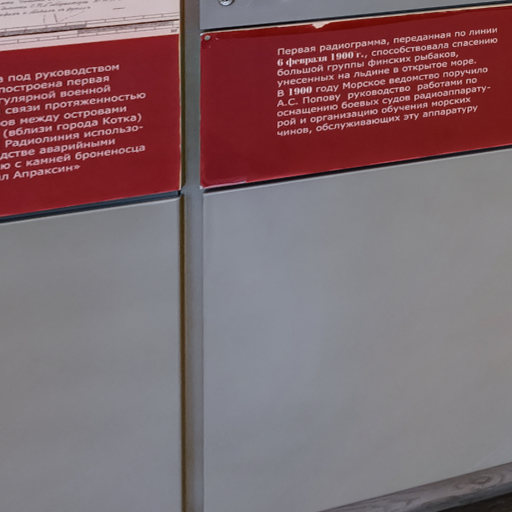 а под руководством
построена первая
гулярной военной
связи протяженностью
ов между островами
(вблизи города Котка)
Радиолиния использо-
дстве аварийными
ю с камней броненосца
ал Апраксин»
Первая радиограмма, переданная по линии
6 февраля 1900 г., способствовала спасению
большой группы финских рыбаков,
унесенных на льдине в открытое море.
В 1900 году Морское ведомство поручило
А.С. Попову руководство работами по
оснащению боевых судов радиоаппарату-
рой и организацию обучения морских
чинов, обслуживающих эту аппаратуру